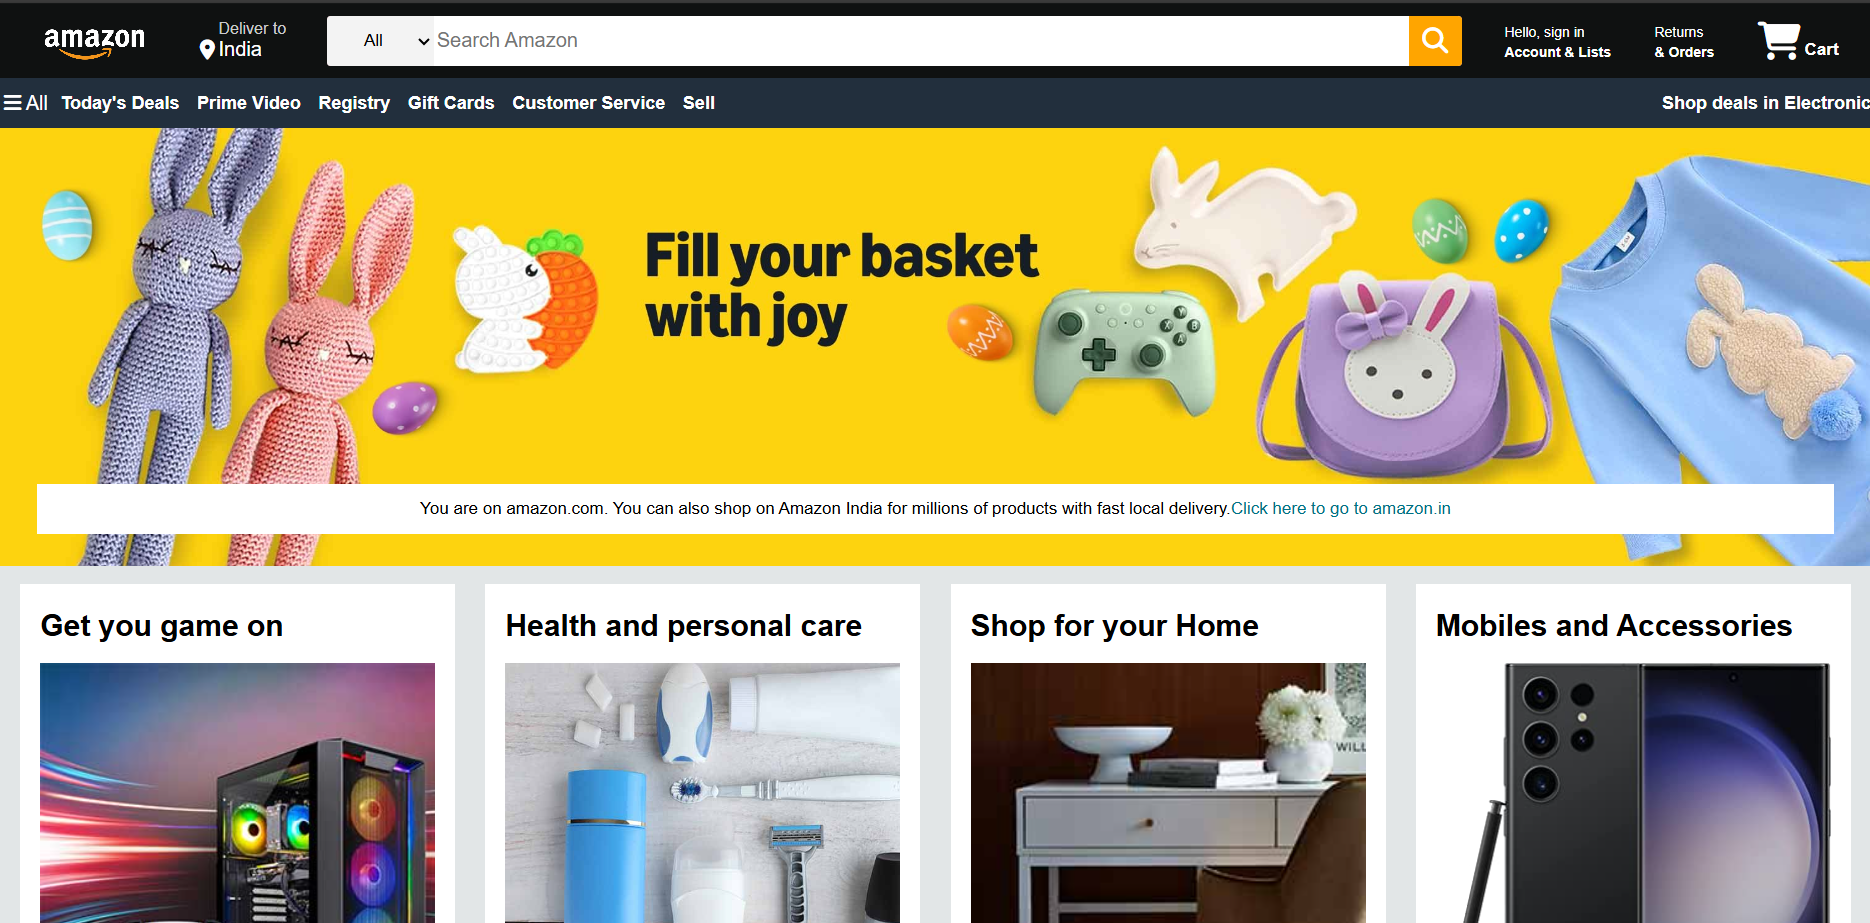 amazon
Deliver to
India
All
Search Amazon
Hello, sign in
Account & Lists
Returns
& Orders
Cart
All Today's Deals Prime Video Registry Gift Cards Customer Service Sell
Shop deals in Electronic
Fill your basket
with joy
Y
X B
A
You are on amazon.com. You can also shop on Amazon India for millions of products with fast local delivery.Click here to go to amazon.in
Get you game on
Health and personal care
Shop for your Home
Mobiles and Accessories
WILL